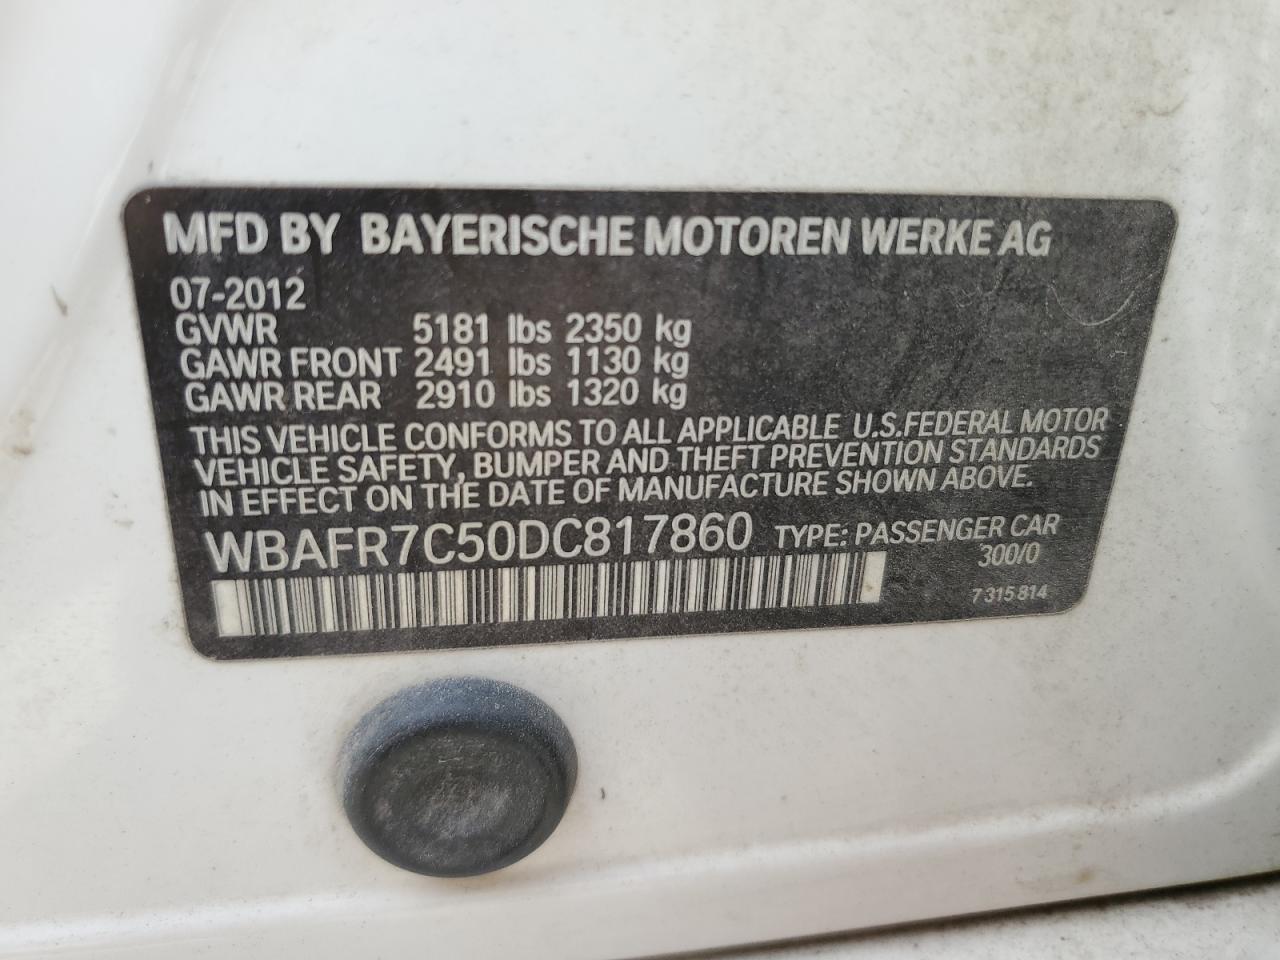 MFD BY BAYERISCHE MOTOREN WERKE AG
07-2012
GVWR 5181 lbs 2350 kg
GAWR FRONT 2491 lbs 1130 kg
GAWR REAR 2910 lbs 1320 kg
THIS VEHICLE CONFORMS TO ALL APPLICABLE U.S.FEDERAL MOTOR
VEHICLE SAFETY, BUMPER AND THEFT PREVENTION STANDARDS
IN EFFECT ON THE DATE OF MANUFACTURE SHOWN ABOVE.
WBAFR7C50DC817860 TYPE: PASSENGER CAR
300/0
7 315 814